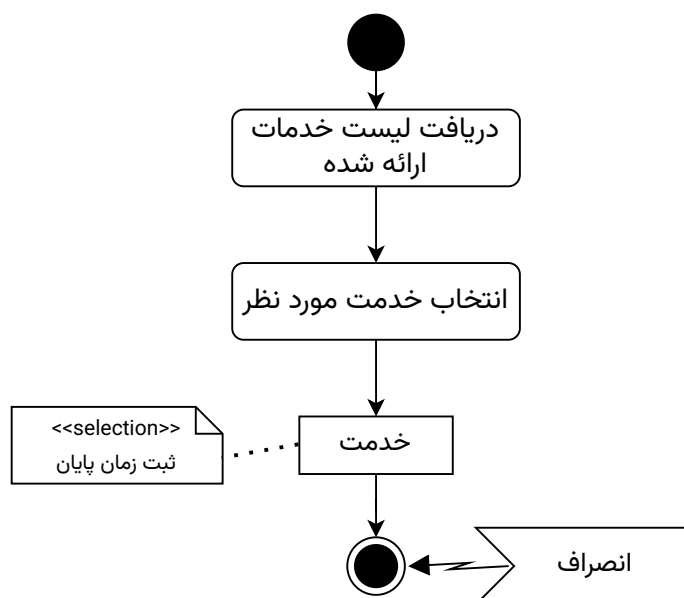 دریافت لیست خدمات
ارائه شده
انتخاب خدمت مورد نظر
<<selection>>
ثبت زمان پایان
خدمت
انصراف